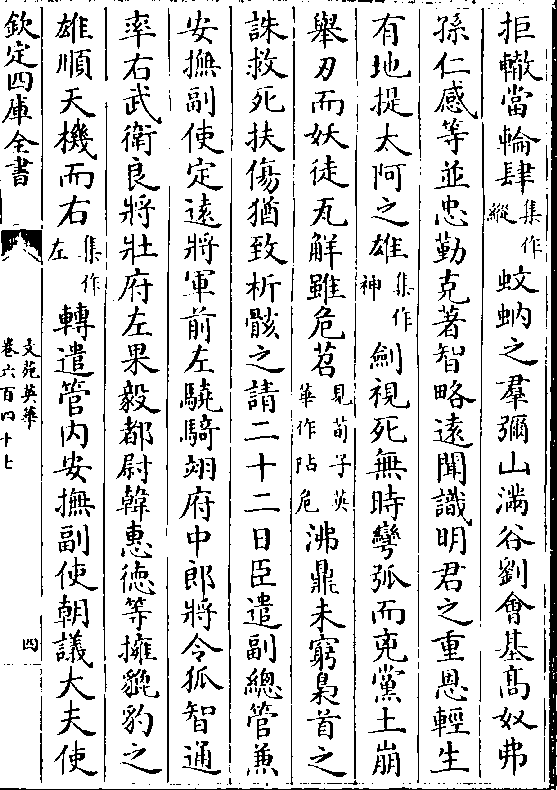 拒轍當輪肆集作縱蚊蚋之羣彌山滿谷劉會基高奴弗
孫仁感等並忠勤克著智略遠聞識明君之重恩輕生
有地提太阿之雄集作神劍視死無時彎弧而兇黨土崩
舉刃而妖徒瓦解雖危苕見荀子英華作阽危沸鼎未窮梟首之
誅救死扶傷猶致析骸之請二十二日臣遣副總管兼
安撫副使定遠將軍前左驍騎翊府中郎將令狐智通
率右武衛良將壯府左果毅都尉韓惠德等擁貔豹之
雄順天機而右集作左轉遣管內安撫副使朝議大夫使
欽定四庫全書
文苑英華
卷六百四十七
四